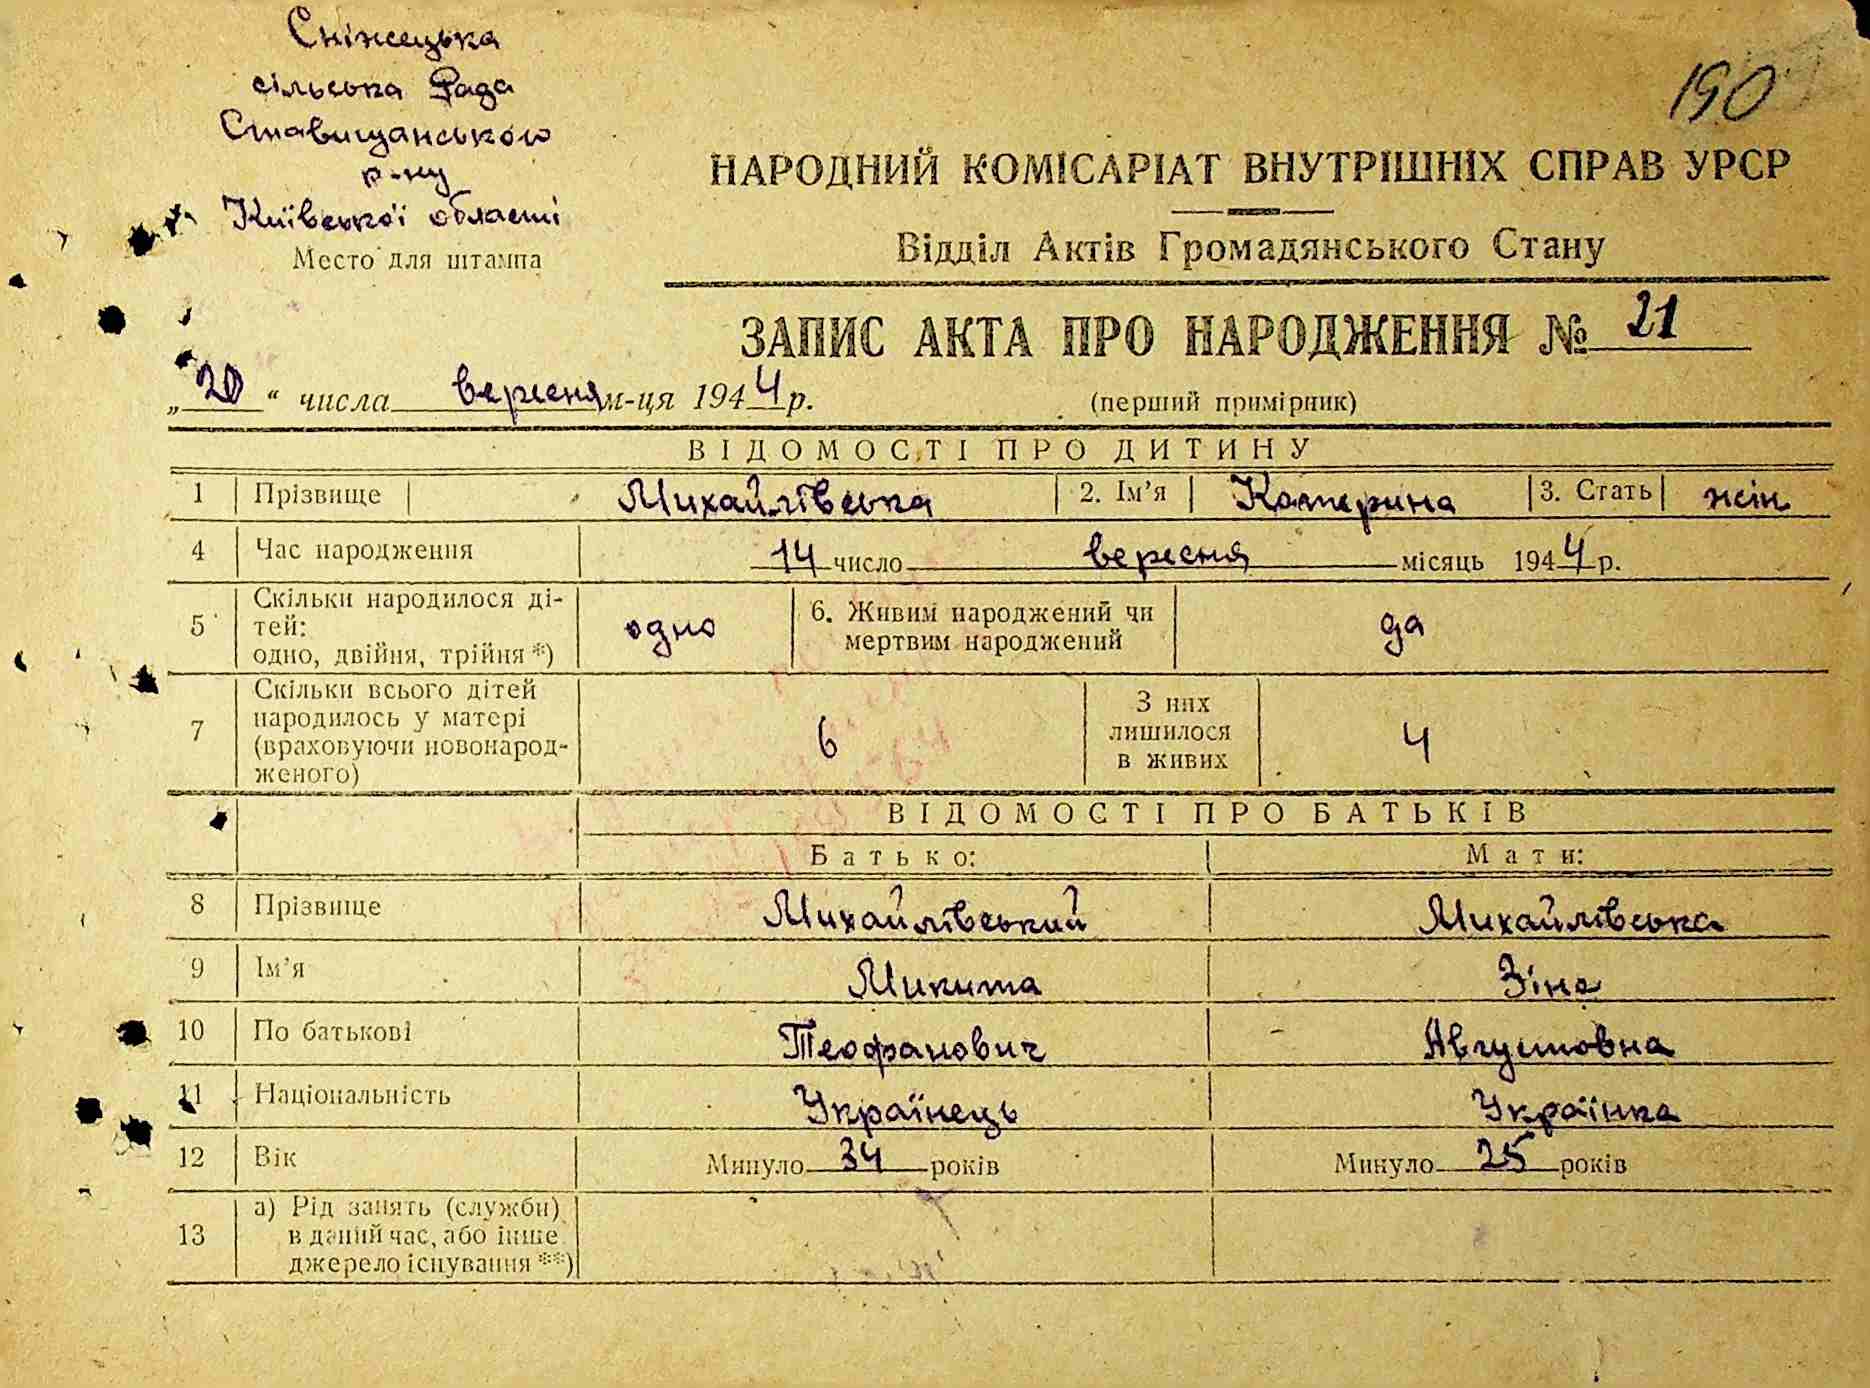 Сніжецька
сільська Рада
Ставищанського
р-ну
Київської області
Место для штампа
190
НАРОДНИЙ КОМІСАРІАТ ВНУТРІШНІХ СПРАВ УРСР
Відділ Актів Громадянського Стану
ЗАПИС АКТА ПРО НАРОДЖЕННЯ № 21
„20“ числа вересня м-ця 1944 р.
(перший примірник)
ВІДОМОСТІ ПРО ДИТИНУ
1 Прізвище Михайлівська 2. Ім’я Катерина 3. Стать жін
4 Час народження 14 число вересня місяць 1944 р.
5 Скільки народилося ді-
тей:
одно, двійня, трійня *) одно
6. Живим народжений чи
мертвим народжений да
7 Скільки всього дітей
народилось у матері
(враховуючи новонарод-
женого) 6
З них
лишилося
в живих 4
ВІДОМОСТІ ПРО БАТЬКІВ
Батько: Мати:
8 Прізвище Михайлівський Михайлівська
9 Ім’я Микита Зіна
10 По батькові Теофанович Августовна
11 Національність Українець Українка
12 Вік Минуло 34 років Минуло 25 років
13 а) Рід занять (служби)
в даний час, або інше
джерело існування **)